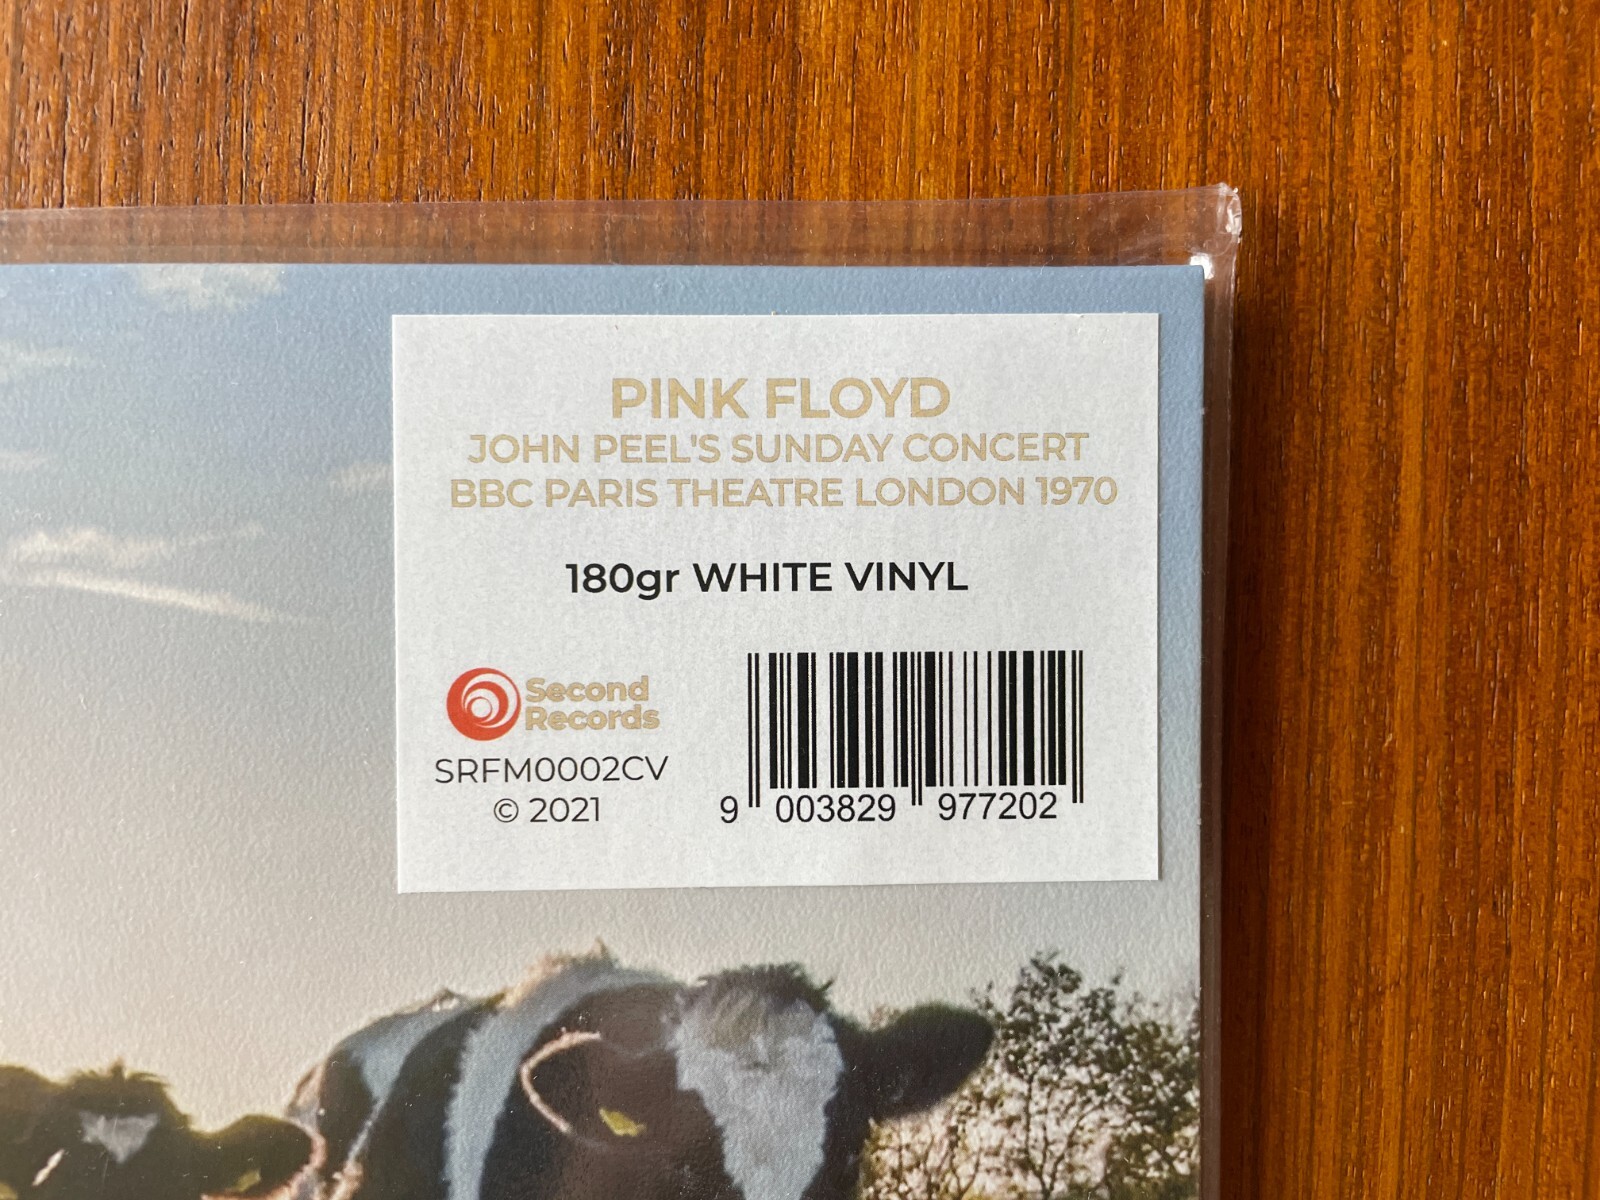 PINK FLOYD
JOHN PEEL'S SUNDAY CONCERT
BBC PARIS THEATRE LONDON 1970
180gr WHITE VINYL
Second
Records
SRFM0002CV
© 2021
9 003829 977202